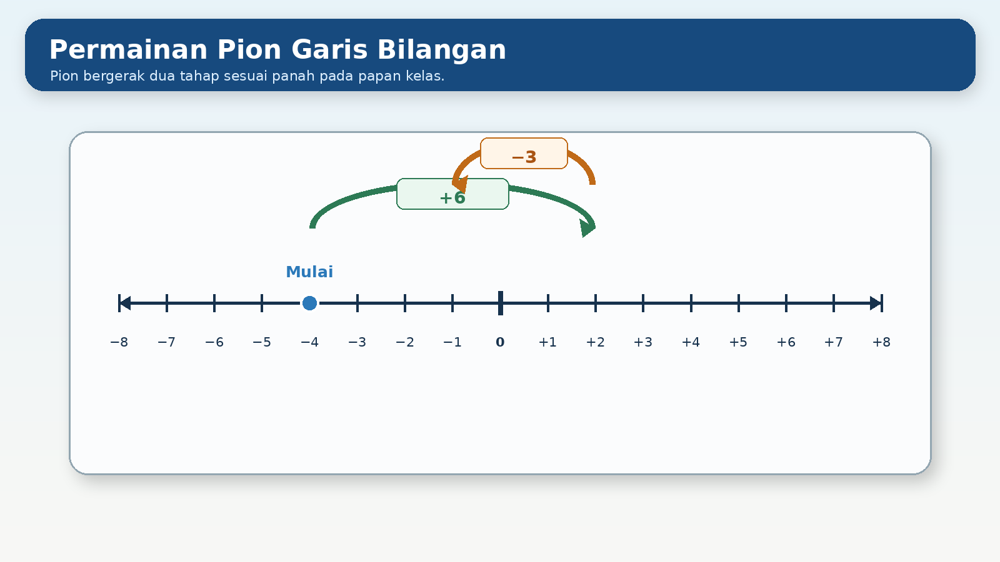 Permainan Pion Garis Bilangan
Pion bergerak dua tahap sesuai panah pada papan kelas.
−3
+6
Mulai
−8 −7 −6 −5 −4 −3 −2 −1 0 +1 +2 +3 +4 +5 +6 +7 +8